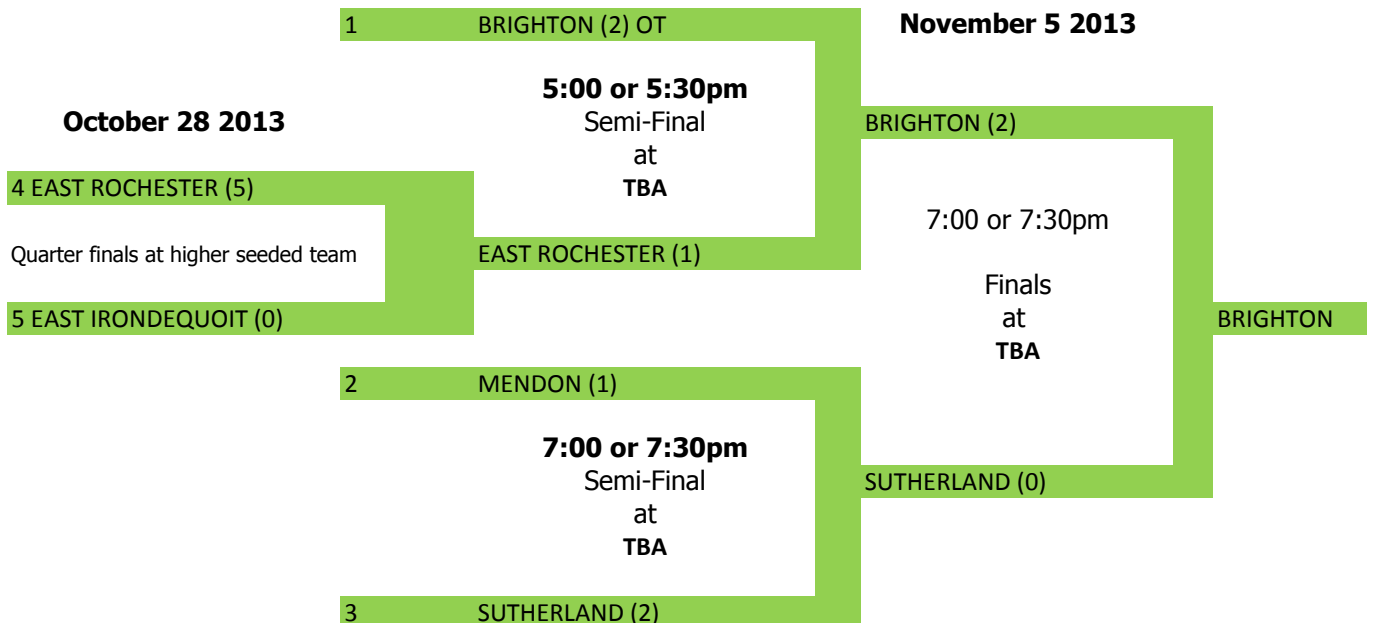 1 BRIGHTON (2) OT
November 5 2013
5:00 or 5:30pm
October 28 2013
Semi-Final
BRIGHTON (2)
at
4 EAST ROCHESTER (5)
TBA
7:00 or 7:30pm
Quarter finals at higher seeded team
EAST ROCHESTER (1)
Finals
5 EAST IRONDEQUOIT (0)
at
BRIGHTON
TBA
2 MENDON (1)
7:00 or 7:30pm
Semi-Final
SUTHERLAND (0)
at
TBA
3 SUTHERLAND (2)